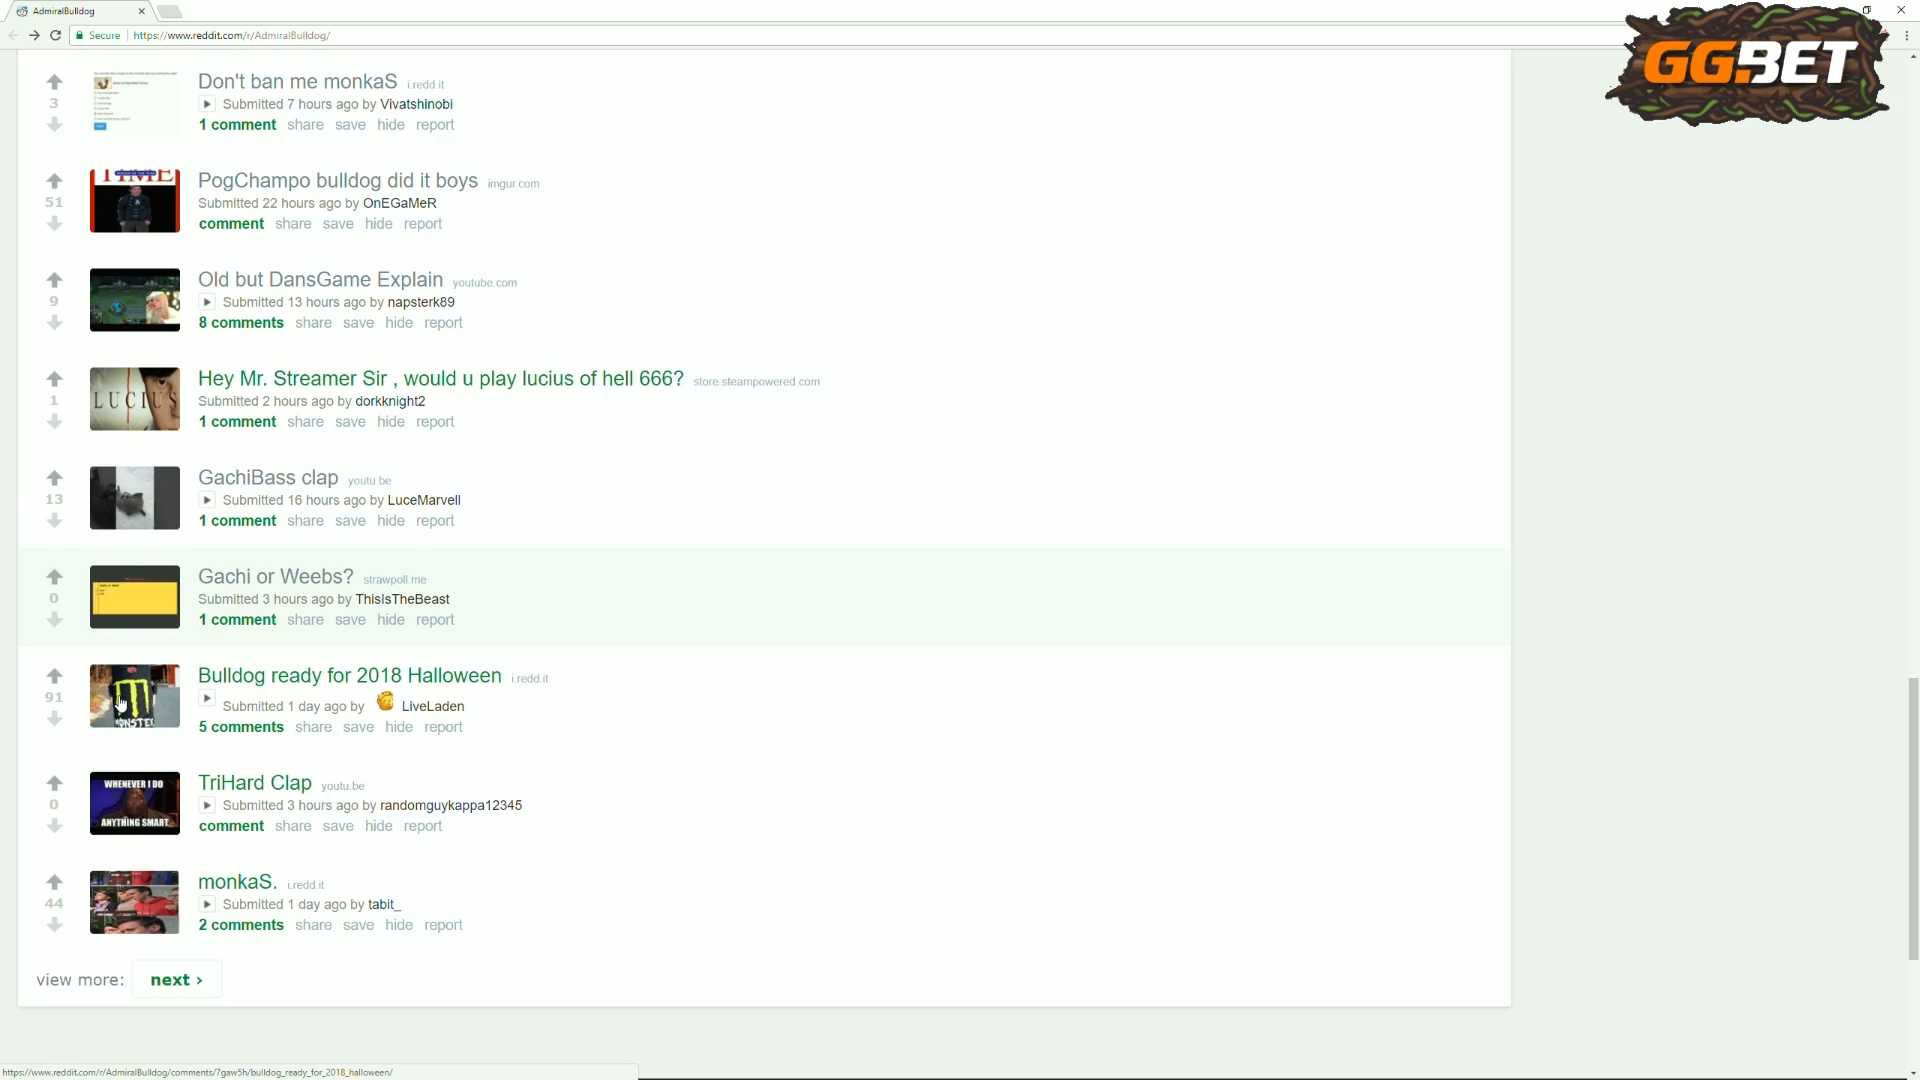 AdmiralBulldog
Secure https://www.reddit.com/r/AdmiralBulldog/
GG.BET
Don't ban me monkaS i.redd.it
3
Submitted 7 hours ago by Vivatshinobi
1 comment share save hide report
TIME
PogChampo bulldog did it boys imgur.com
51
Submitted 22 hours ago by OnEGaMeR
comment share save hide report
Old but DansGame Explain youtube.com
9
Submitted 13 hours ago by napsterk89
8 comments share save hide report
Hey Mr. Streamer Sir , would u play lucius of hell 666? store.steampowered.com
1
LUCIUS
Submitted 2 hours ago by dorkknight2
1 comment share save hide report
GachiBass clap youtu.be
13
Submitted 16 hours ago by LuceMarvell
1 comment share save hide report
Gachi or Weebs? strawpoll.me
0
Submitted 3 hours ago by ThisIsTheBeast
1 comment share save hide report
Bulldog ready for 2018 Halloween i.redd.it
91
MONSTER
Submitted 1 day ago by LiveLaden
5 comments share save hide report
TriHard Clap youtu.be
0
WHENEVER I DO
ANYTHING SMART
Submitted 3 hours ago by randomguykappa12345
comment share save hide report
monkaS. i.redd.it
44
Submitted 1 day ago by tabit_
2 comments share save hide report
view more: next ›
https://www.reddit.com/r/AdmiralBulldog/comments/7gaw5h/bulldog_ready_for_2018_halloween/